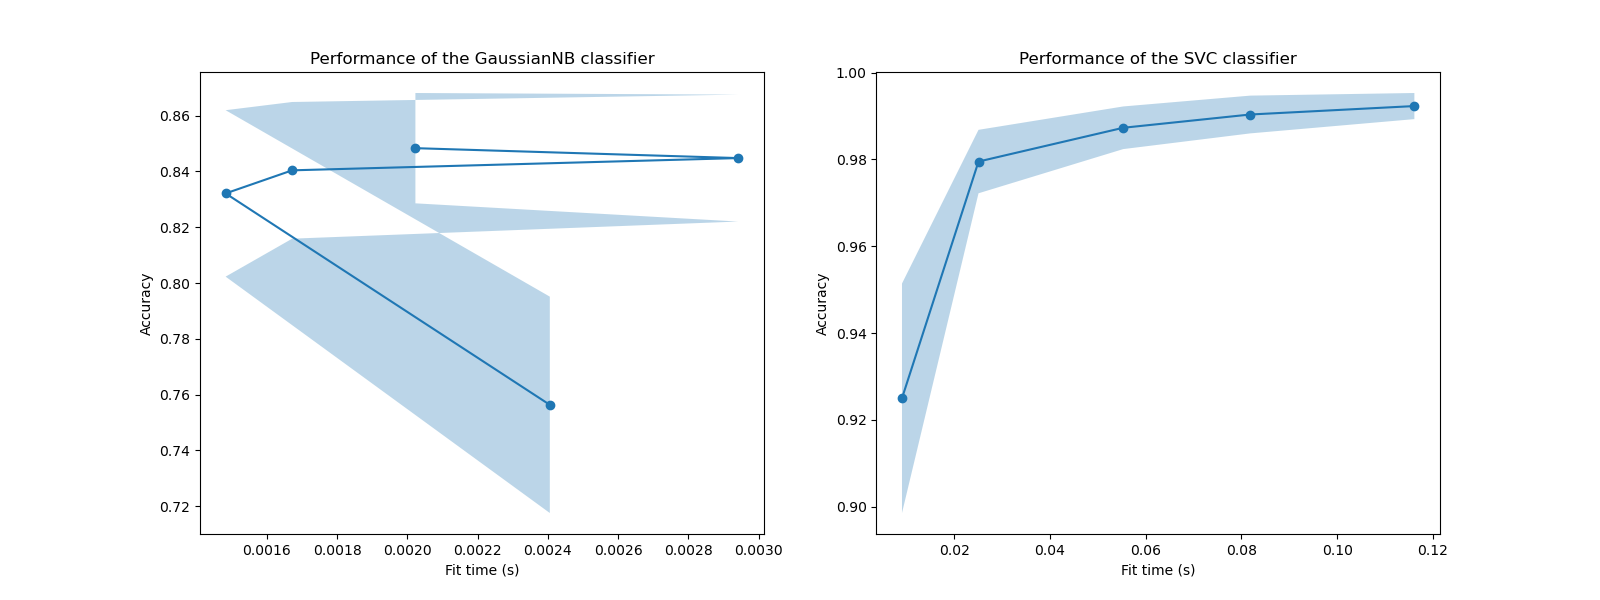 Performance of the GaussianNB classifier
Accuracy
0.86
0.84
0.82
0.80
0.78
0.76
0.74
0.72
0.0016 0.0018 0.0020 0.0022 0.0024 0.0026 0.0028 0.0030
Fit time (s)
Performance of the SVC classifier
Accuracy
1.00
0.98
0.96
0.94
0.92
0.90
0.02 0.04 0.06 0.08 0.10 0.12
Fit time (s)